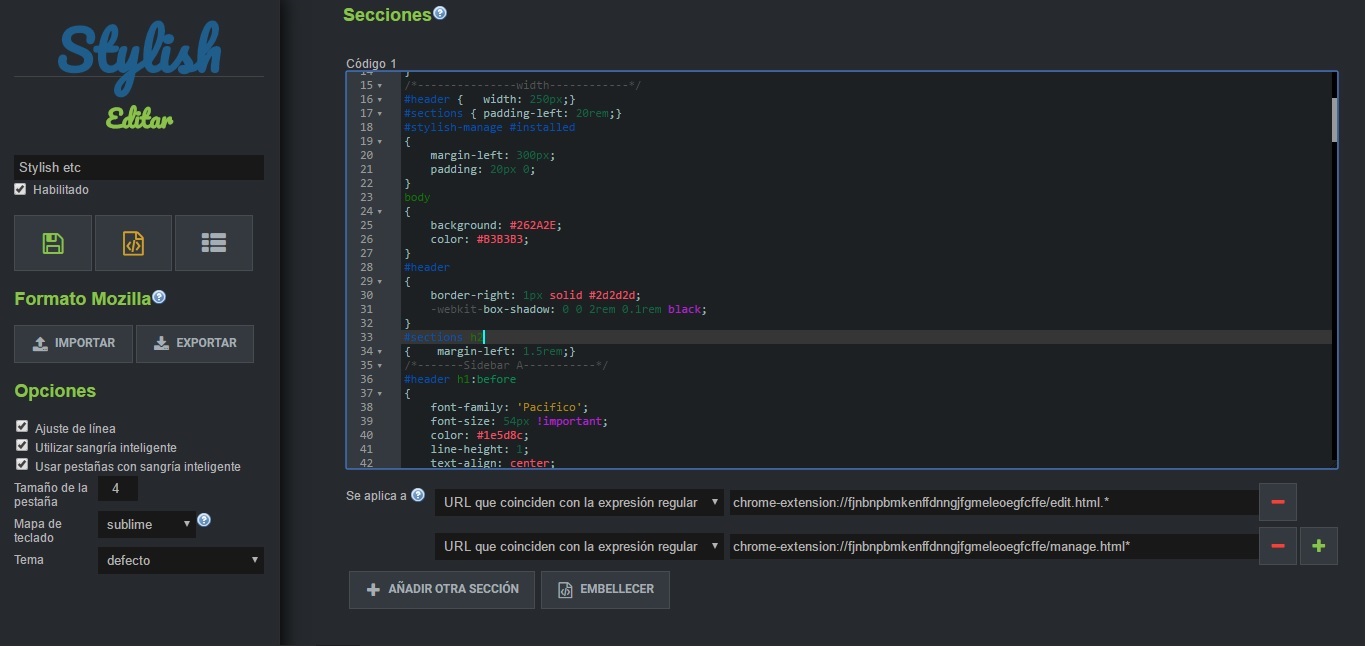 Stylish
Editar
Stylish etc
Habilitado
Formato Mozilla
IMPORTAR EXPORTAR
Opciones
Ajuste de línea
Utilizar sangría inteligente
Usar pestañas con sangría inteligente
Tamaño de la pestaña 4
Mapa de teclado sublime
Tema defecto
Secciones
Código 1
14 }
15 /*---------------width------------*/
16 #header {   width: 250px;}
17 #sections { padding-left: 20rem;}
18 #stylish-manage #installed
19 {
20     margin-left: 300px;
21     padding: 20px 0;
22 }
23 body
24 {
25     background: #262A2E;
26     color: #B3B3B3;
27 }
28 #header
29 {
30     border-right: 1px solid #2d2d2d;
31     -webkit-box-shadow: 0 0 2rem 0.1rem black;
32 }
33 #sections h2
34 {    margin-left: 1.5rem;}
35 /*-------Sidebar A-----------*/
36 #header h1:before
37 {
38     font-family: 'Pacifico';
39     font-size: 54px !important;
40     color: #1e5d8c;
41     line-height: 1;
42     text-align: center;
Se aplica a URL que coinciden con la expresión regular chrome-extension://fjnbnpbmkenffdnngjfgmeleoegfcffe/edit.html.*
URL que coinciden con la expresión regular chrome-extension://fjnbnpbmkenffdnngjfgmeleoegfcffe/manage.html*
AÑADIR OTRA SECCIÓN EMBELLECER